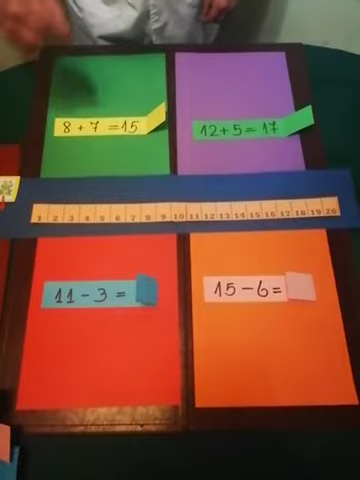 8 + 7 = 15
12 + 5 = 17
1 2 3 4 5 6 7 8 9 10 11 12 13 14 15 16 17 18 19 20
11 - 3 =
15 - 6 =